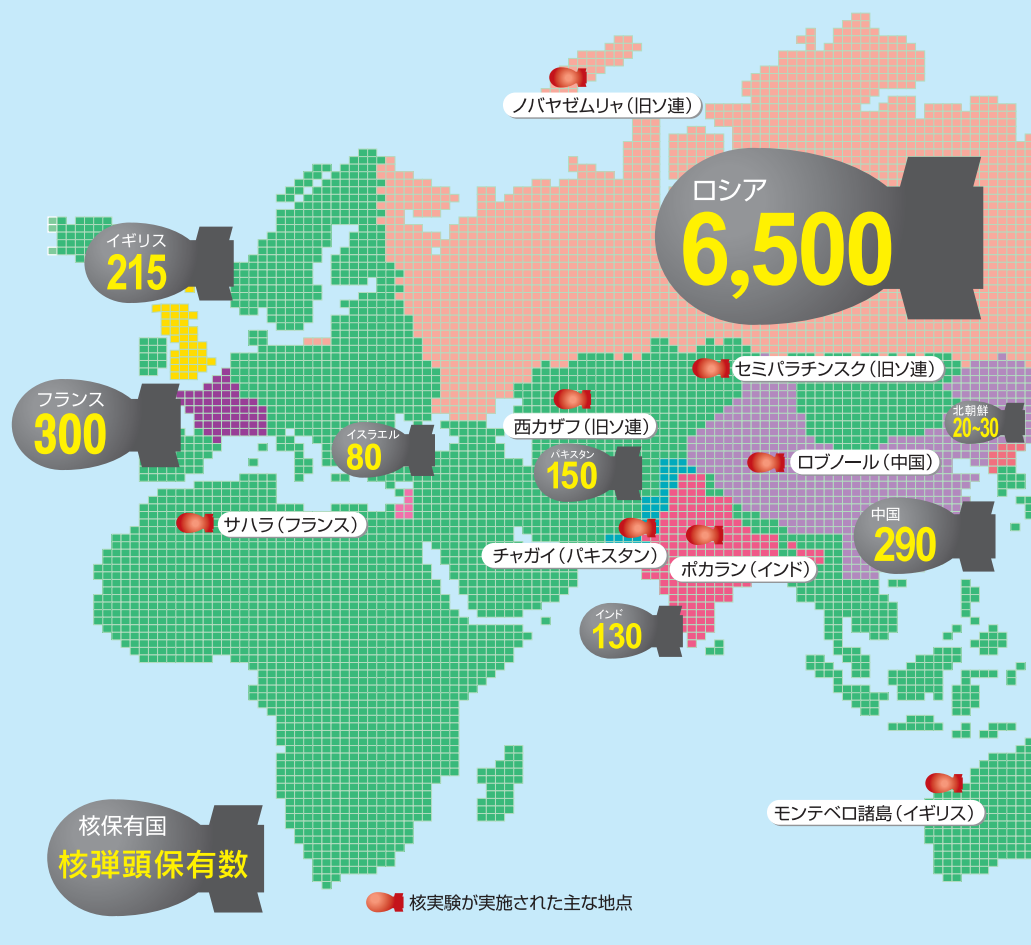 ノバヤゼムリャ(旧ソ連)
ロシア
6,500
イギリス
215
セミパラチンスク(旧ソ連)
フランス
300
西カザフ(旧ソ連)
北朝鮮
20~30
イスラエル
80
パキスタン
150
ロブノール(中国)
サハラ(フランス)
中国
290
チャガイ(パキスタン)
ポカラン(インド)
インド
130
モンテベロ諸島(イギリス)
核保有国
核弾頭保有数
核実験が実施された主な地点